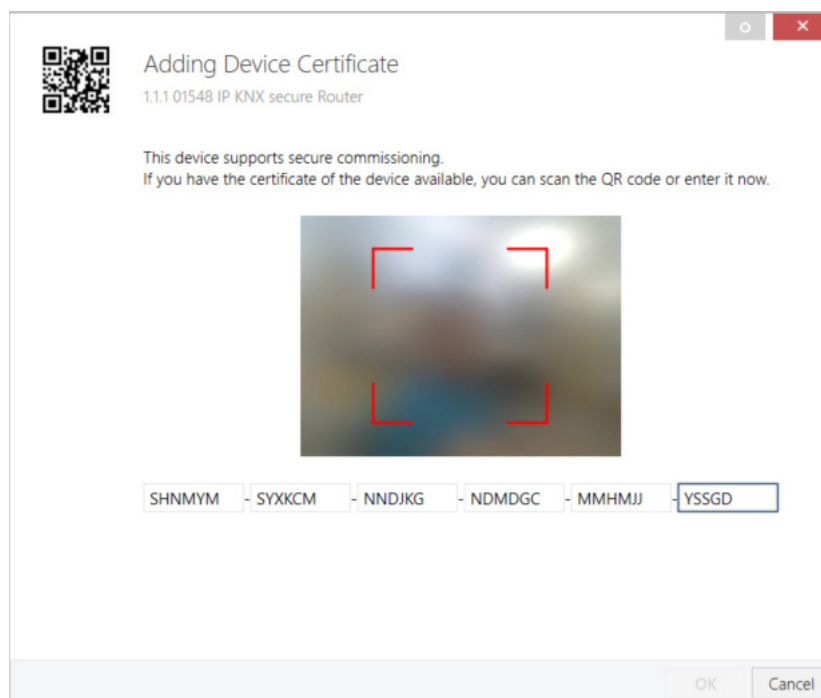 Adding Device Certificate
1.1.1 01548 IP KNX secure Router
This device supports secure commissioning.
If you have the certificate of the device available, you can scan the QR code or enter it now.
SHNMYM - SYXKCM - NNDJKG - NDMDGC - MMHMJJ - YSSGD
OK Cancel